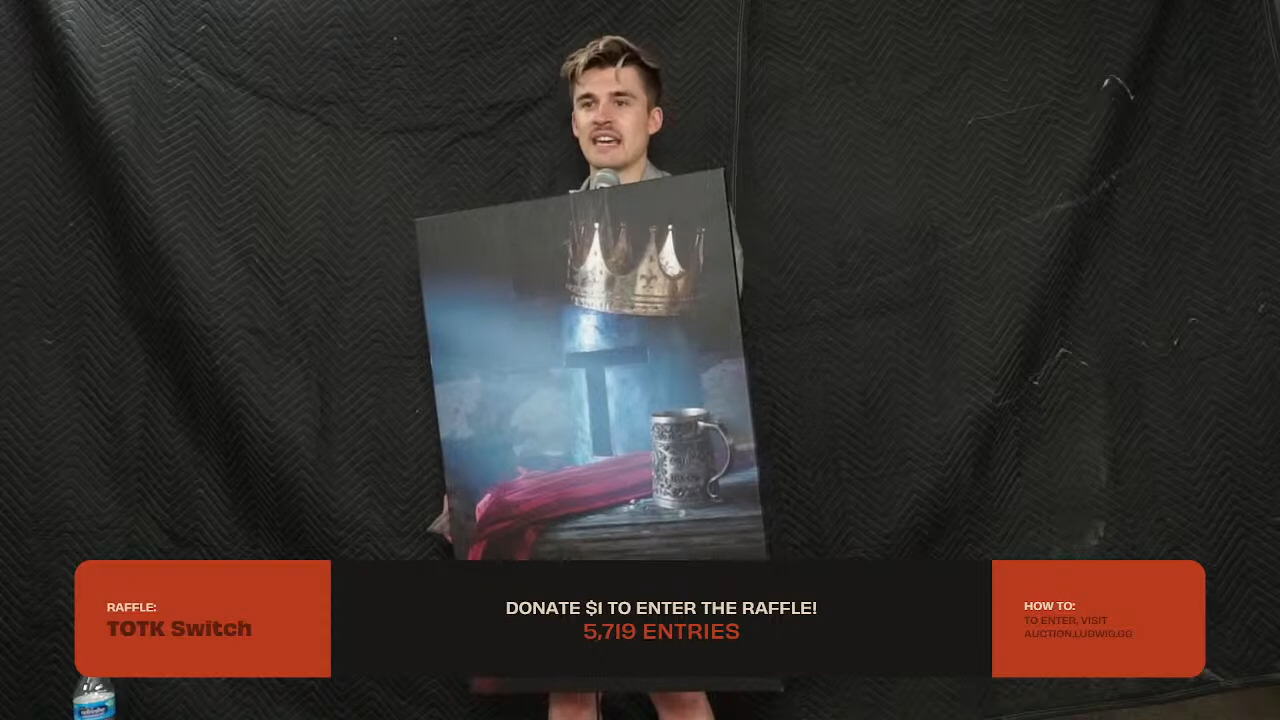 RAFFLE:
TOTK Switch
DONATE $1 TO ENTER THE RAFFLE!
5,719 ENTRIES
HOW TO:
TO ENTER, VISIT
AUCTION.LUDWIG.GG